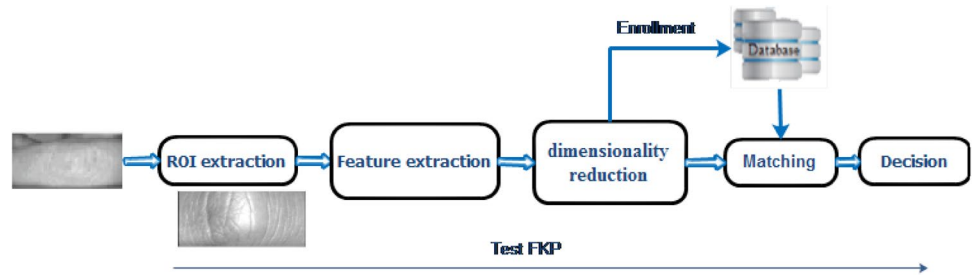 Enrollment
Database
ROI extraction
Feature extraction
dimensionality
reduction
Matching
Decision
Test FKP